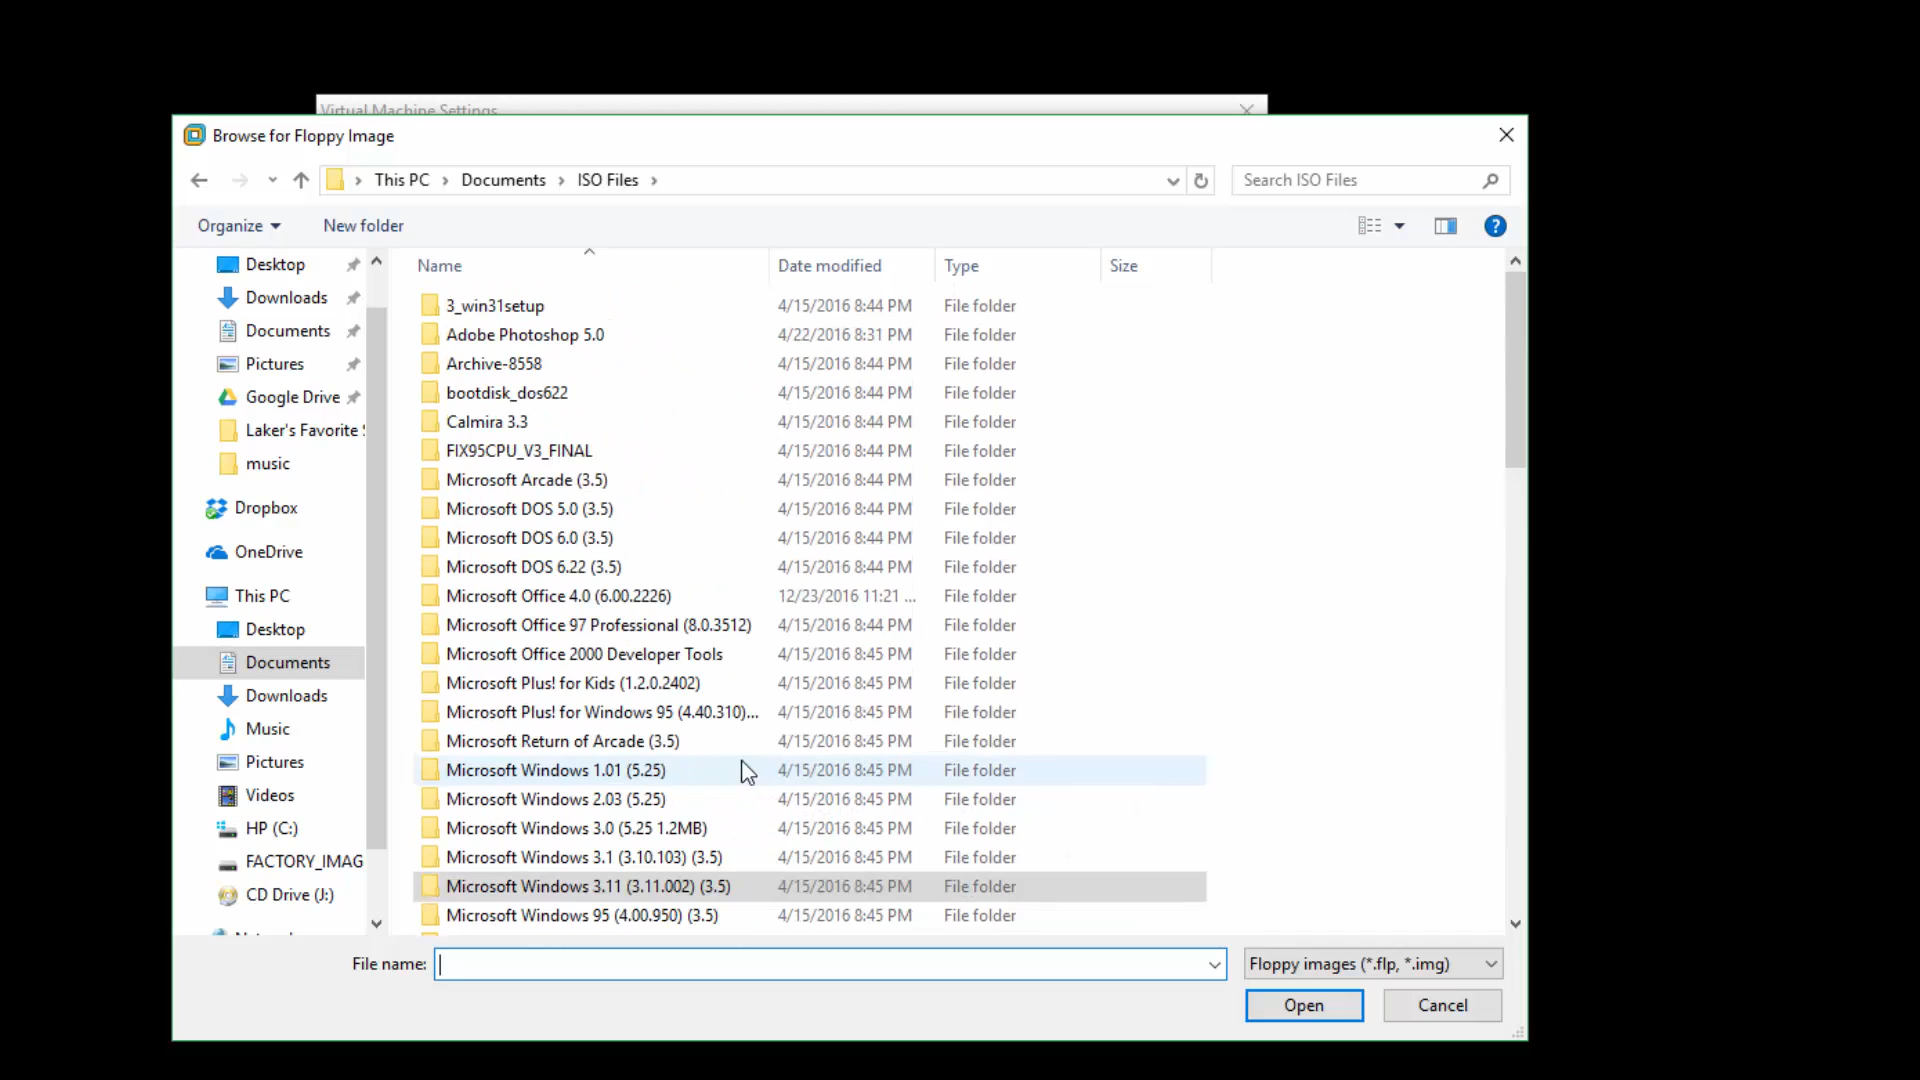 Virtual Machine Settings
Browse for Floppy Image
This PC > Documents > ISO Files >
Search ISO Files
Organize
New folder
Desktop
Downloads
Documents
Pictures
Google Drive
Laker's Favorite
music
Dropbox
OneDrive
This PC
Desktop
Documents
Downloads
Music
Pictures
Videos
HP (C:)
FACTORY_IMAG
CD Drive (J:)
Name Date modified Type Size
3_win31setup 4/15/2016 8:44 PM File folder
Adobe Photoshop 5.0 4/22/2016 8:31 PM File folder
Archive-8558 4/15/2016 8:44 PM File folder
bootdisk_dos622 4/15/2016 8:44 PM File folder
Calmira 3.3 4/15/2016 8:44 PM File folder
FIX95CPU_V3_FINAL 4/15/2016 8:44 PM File folder
Microsoft Arcade (3.5) 4/15/2016 8:44 PM File folder
Microsoft DOS 5.0 (3.5) 4/15/2016 8:44 PM File folder
Microsoft DOS 6.0 (3.5) 4/15/2016 8:44 PM File folder
Microsoft DOS 6.22 (3.5) 4/15/2016 8:44 PM File folder
Microsoft Office 4.0 (6.00.2226) 12/23/2016 11:21 ... File folder
Microsoft Office 97 Professional (8.0.3512) 4/15/2016 8:44 PM File folder
Microsoft Office 2000 Developer Tools 4/15/2016 8:45 PM File folder
Microsoft Plus! for Kids (1.2.0.2402) 4/15/2016 8:45 PM File folder
Microsoft Plus! for Windows 95 (4.40.310)... 4/15/2016 8:45 PM File folder
Microsoft Return of Arcade (3.5) 4/15/2016 8:45 PM File folder
Microsoft Windows 1.01 (5.25) 4/15/2016 8:45 PM File folder
Microsoft Windows 2.03 (5.25) 4/15/2016 8:45 PM File folder
Microsoft Windows 3.0 (5.25 1.2MB) 4/15/2016 8:45 PM File folder
Microsoft Windows 3.1 (3.10.103) (3.5) 4/15/2016 8:45 PM File folder
Microsoft Windows 3.11 (3.11.002) (3.5) 4/15/2016 8:45 PM File folder
Microsoft Windows 95 (4.00.950) (3.5) 4/15/2016 8:45 PM File folder
File name:
Floppy images (*.flp, *.img)
Open
Cancel